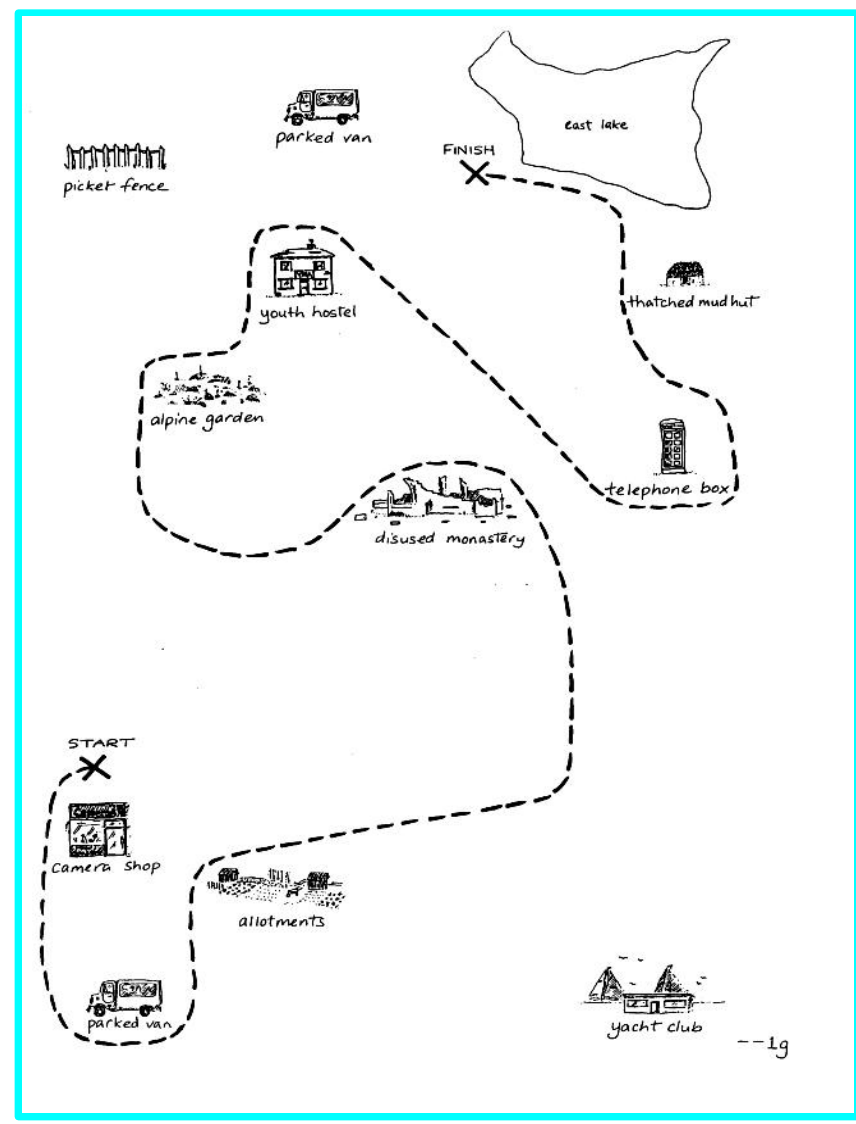 parked van
east lake
FINISH
picket fence
thatched mud hut
youth hostel
alpine garden
telephone box
disused monastery
START
camera shop
allotments
parked van
yacht club
--1g